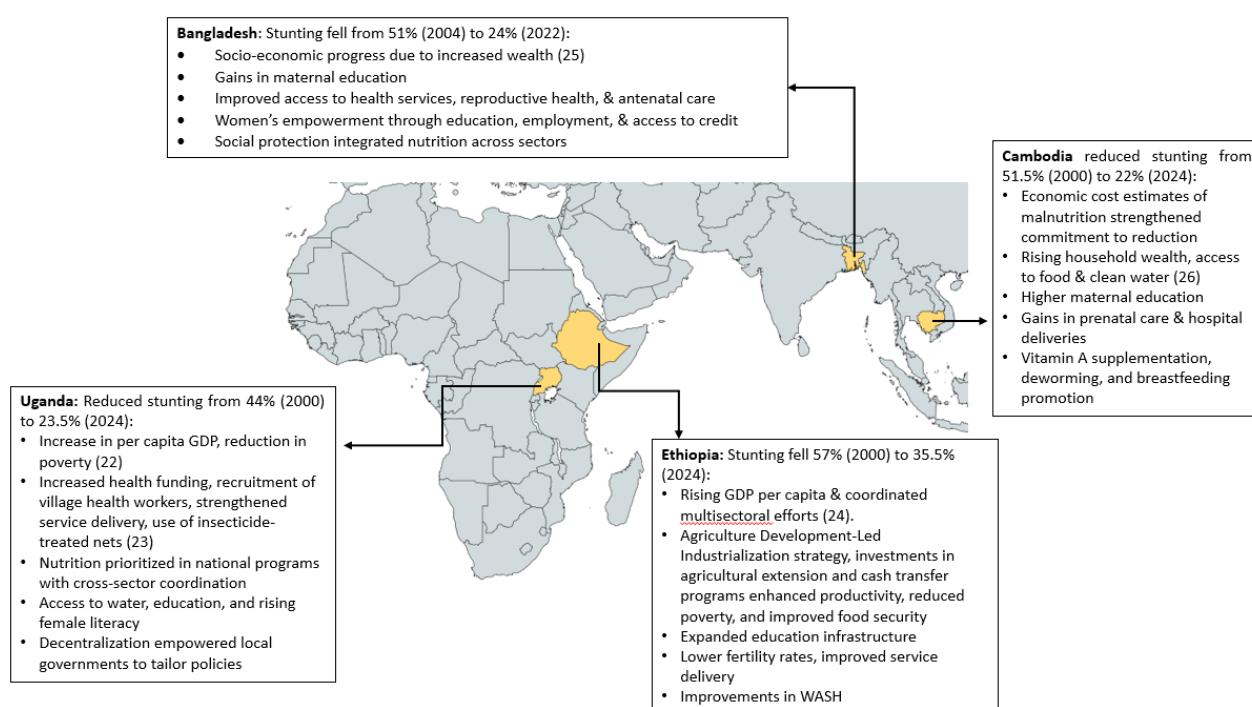 Bangladesh: Stunting fell from 51% (2004) to 24% (2022):
• Socio-economic progress due to increased wealth (25)
• Gains in maternal education
• Improved access to health services, reproductive health, & antenatal care
• Women's empowerment through education, employment, & access to credit
• Social protection integrated nutrition across sectors
Cambodia reduced stunting from
51.5% (2000) to 22% (2024):
• Economic cost estimates of
malnutrition strengthened
commitment to reduction
• Rising household wealth, access
to food & clean water (26)
• Higher maternal education
• Gains in prenatal care & hospital
deliveries
• Vitamin A supplementation,
deworming, and breastfeeding
promotion
Uganda: Reduced stunting from 44% (2000)
to 23.5% (2024):
• Increase in per capita GDP, reduction in
poverty (22)
• Increased health funding, recruitment of
village health workers, strengthened
service delivery, use of insecticide-
treated nets (23)
• Nutrition prioritized in national programs
with cross-sector coordination
• Access to water, education, and rising
female literacy
• Decentralization empowered local
governments to tailor policies
Ethiopia: Stunting fell 57% (2000) to 35.5%
(2024):
• Rising GDP per capita & coordinated
multisectoral efforts (24).
• Agriculture Development-Led
Industrialization strategy, investments in
agricultural extension and cash transfer
programs enhanced productivity, reduced
poverty, and improved food security
• Expanded education infrastructure
• Lower fertility rates, improved service
delivery
• Improvements in WASH